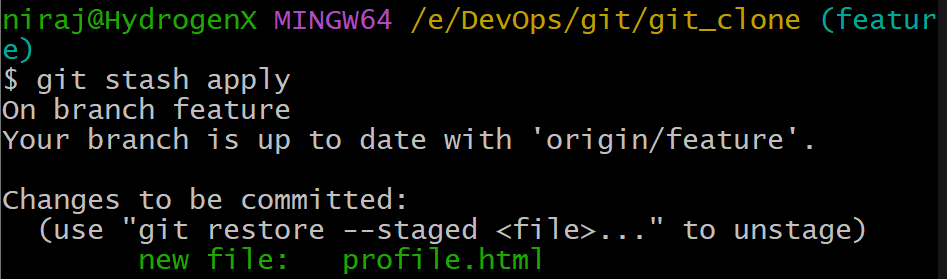 niraj@HydrogenX MINGW64 /e/DevOps/git/git_clone (featur
e)
$ git stash apply
On branch feature
Your branch is up to date with 'origin/feature'.
Changes to be committed:
  (use "git restore --staged <file>..." to unstage)
        new file:   profile.html